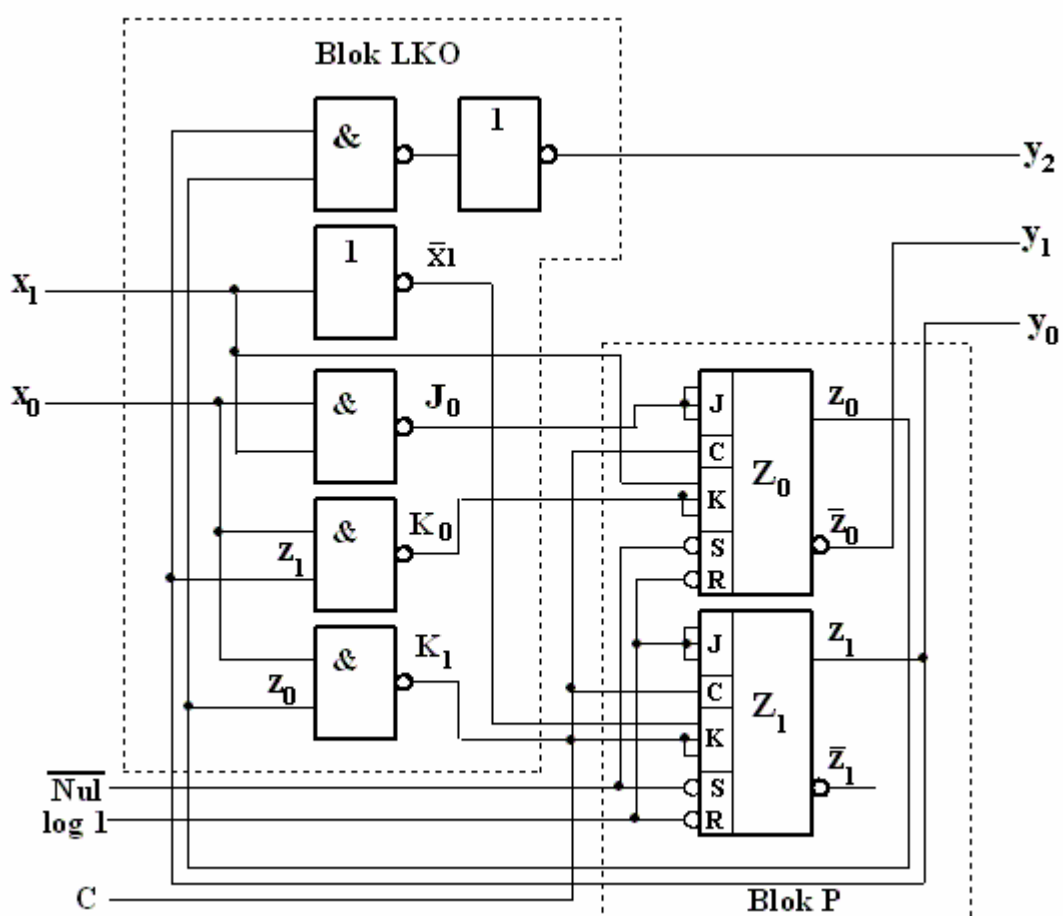 Blok LKO
&
1
y₂
1
x̄1
y₁
x₁
y₀
x₀
&
J₀
J
z₀
C
Z₀
K
&
K₀
z̄₀
z₁
S
R
&
K₁
J
z₁
z₀
C
Z₁
K
z̄₁
N̅u̅l̅
S
log 1
R
C
Blok P